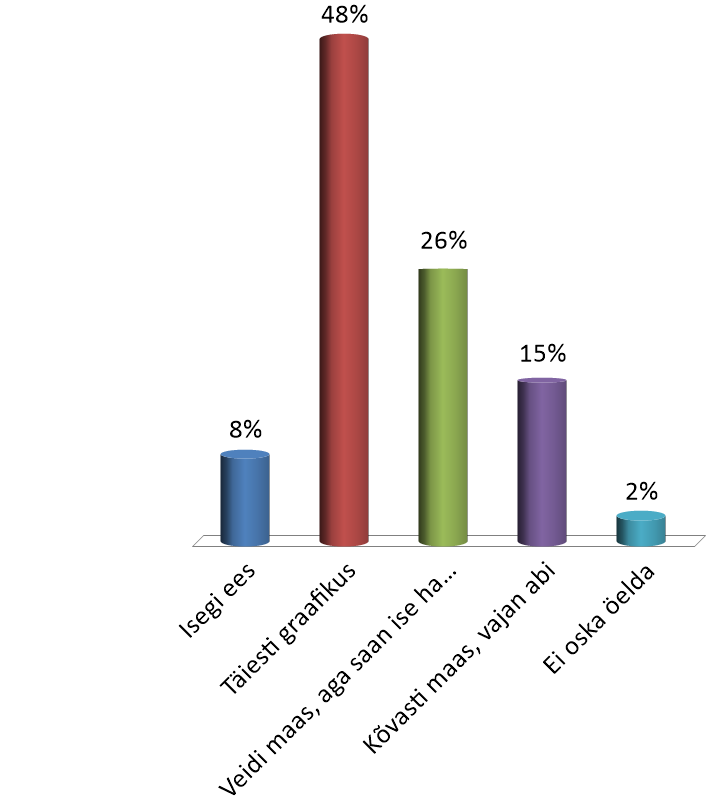 48%
26%
15%
8%
2%
Isegi ees
Täiesti graafikus
Veidi maas, aga saan ise ha...
Kõvasti maas, vajan abi
Ei oska öelda